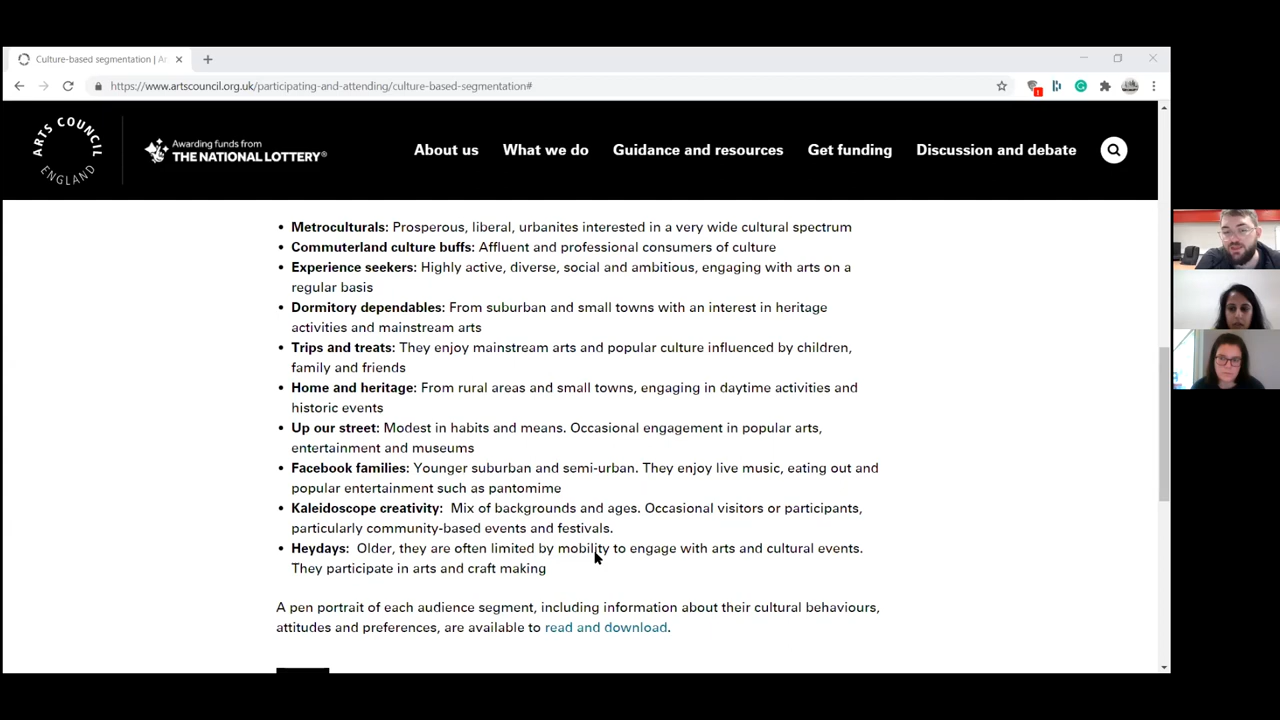 Culture-based segmentation | Ar
https://www.artscouncil.org.uk/participating-and-attending/culture-based-segmentation#
ARTS COUNCIL ENGLAND
Awarding funds from
THE NATIONAL LOTTERY®
About us What we do Guidance and resources Get funding Discussion and debate
• Metroculturals: Prosperous, liberal, urbanites interested in a very wide cultural spectrum
• Commuterland culture buffs: Affluent and professional consumers of culture
• Experience seekers: Highly active, diverse, social and ambitious, engaging with arts on a
regular basis
• Dormitory dependables: From suburban and small towns with an interest in heritage
activities and mainstream arts
• Trips and treats: They enjoy mainstream arts and popular culture influenced by children,
family and friends
• Home and heritage: From rural areas and small towns, engaging in daytime activities and
historic events
• Up our street: Modest in habits and means. Occasional engagement in popular arts,
entertainment and museums
• Facebook families: Younger suburban and semi-urban. They enjoy live music, eating out and
popular entertainment such as pantomime
• Kaleidoscope creativity: Mix of backgrounds and ages. Occasional visitors or participants,
particularly community-based events and festivals.
• Heydays: Older, they are often limited by mobility to engage with arts and cultural events.
They participate in arts and craft making
A pen portrait of each audience segment, including information about their cultural behaviours,
attitudes and preferences, are available to read and download.